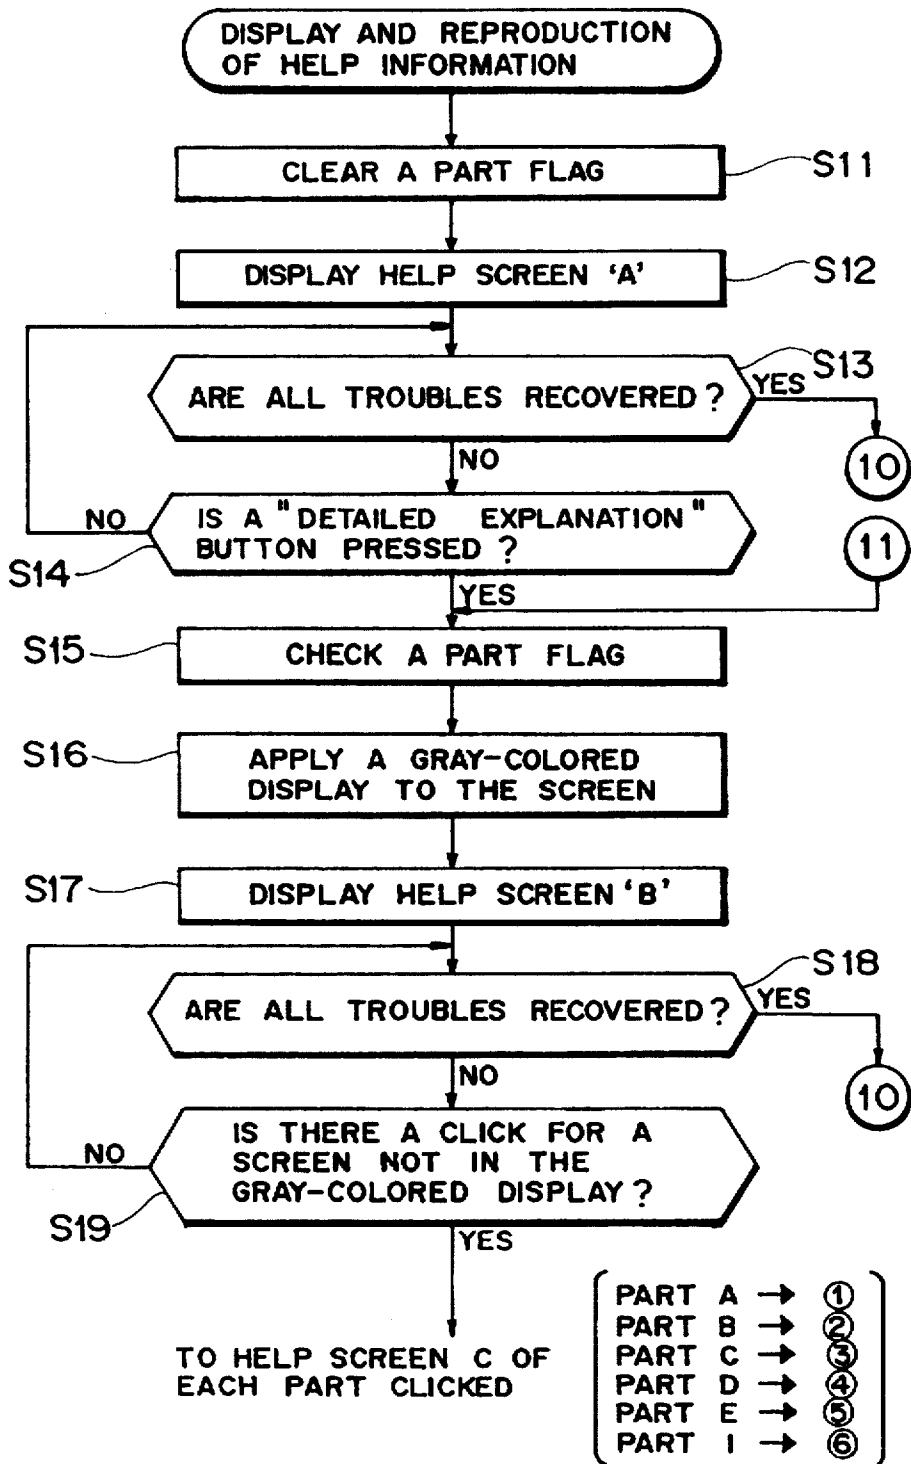 DISPLAY AND REPRODUCTION
OF HELP INFORMATION
CLEAR A PART FLAG
S11
DISPLAY HELP SCREEN 'A'
S12
ARE ALL TROUBLES RECOVERED?
S13
YES
10
NO
IS A "DETAILED EXPLANATION"
BUTTON PRESSED?
NO
S14
11
YES
S15
CHECK A PART FLAG
S16
APPLY A GRAY-COLORED
DISPLAY TO THE SCREEN
S17
DISPLAY HELP SCREEN 'B'
ARE ALL TROUBLES RECOVERED?
S18
YES
10
NO
IS THERE A CLICK FOR A
SCREEN NOT IN THE
GRAY-COLORED DISPLAY?
NO
S19
YES
TO HELP SCREEN C OF
EACH PART CLICKED
PART A → ①
PART B → ②
PART C → ③
PART D → ④
PART E → ⑤
PART I → ⑥